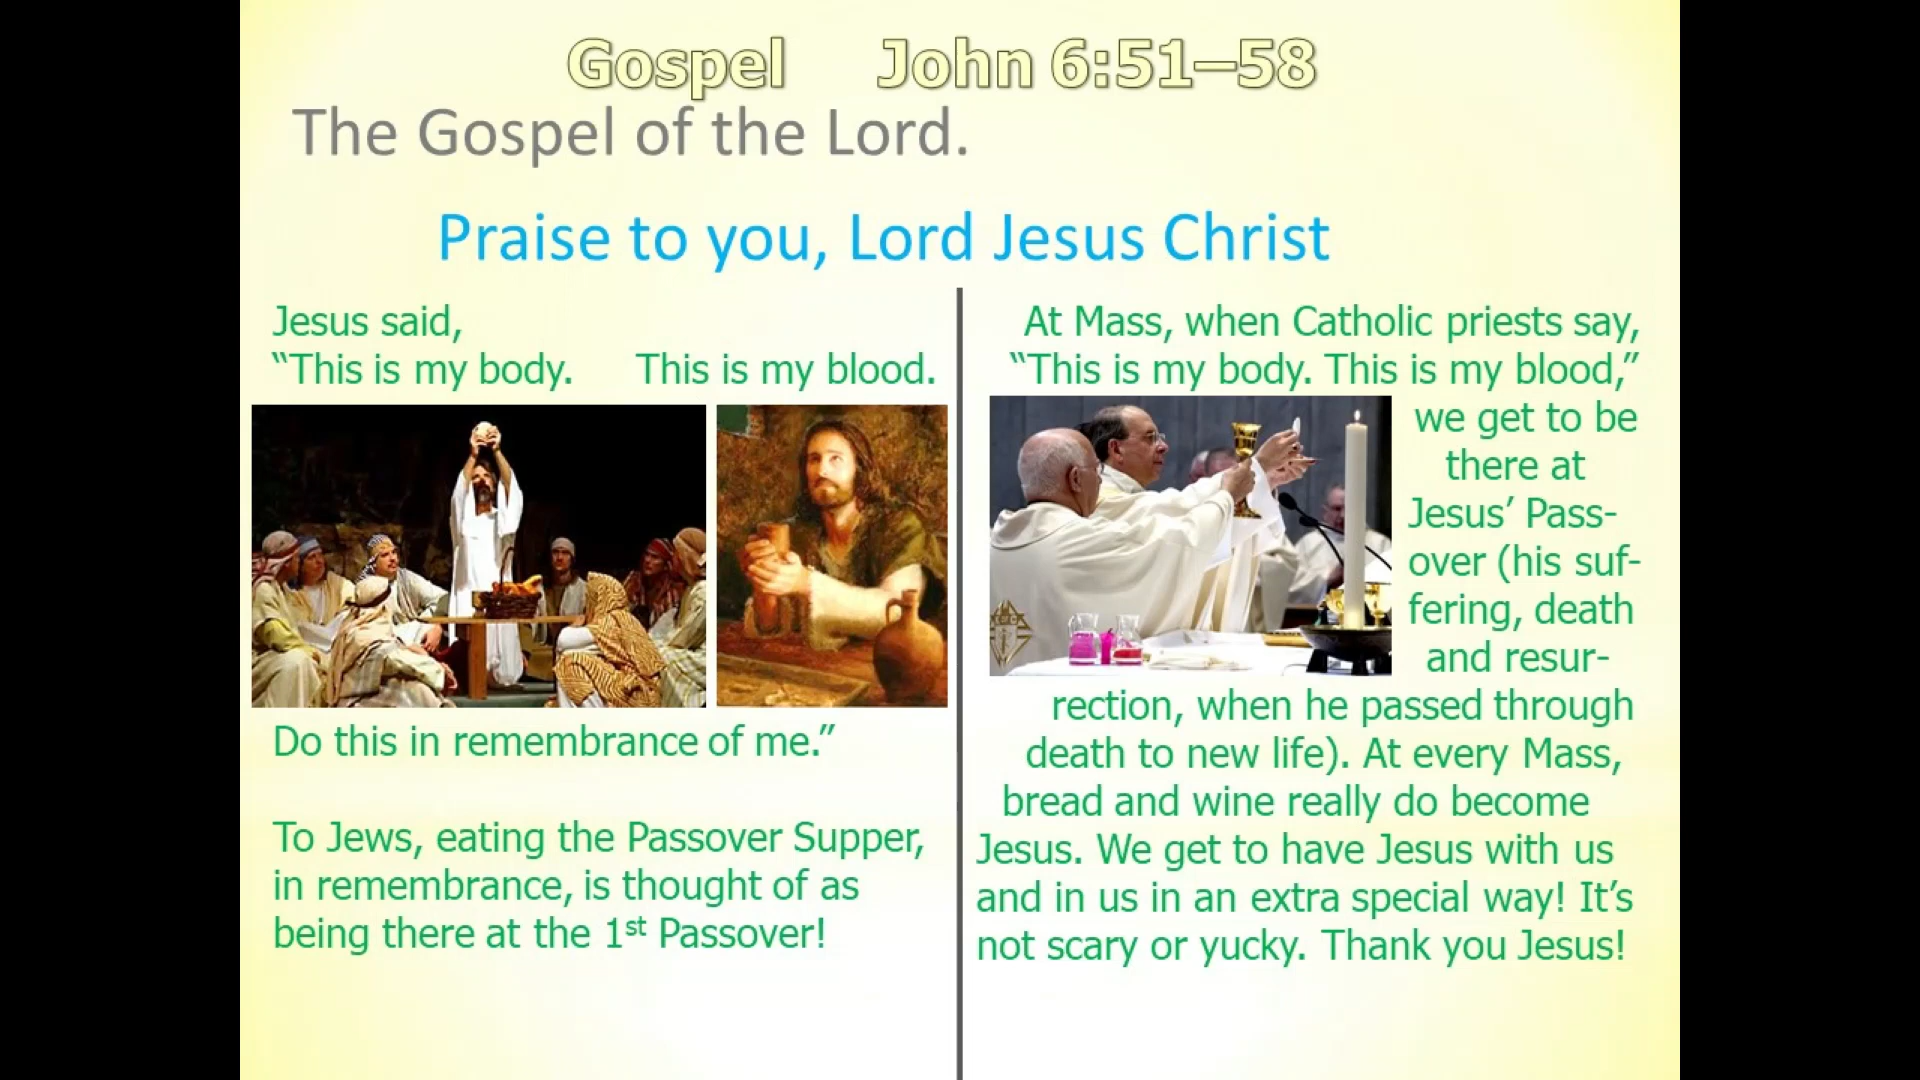 Gospel John 6:51–58
The Gospel of the Lord.
Praise to you, Lord Jesus Christ
Jesus said,
“This is my body. This is my blood.
Do this in remembrance of me.”
To Jews, eating the Passover Supper,
in remembrance, is thought of as
being there at the 1st Passover!
At Mass, when Catholic priests say,
“This is my body. This is my blood,”
we get to be
there at
Jesus’ Pass-
over (his suf-
fering, death
and resur-
rection, when he passed through
death to new life). At every Mass,
bread and wine really do become
Jesus. We get to have Jesus with us
and in us in an extra special way! It’s
not scary or yucky. Thank you Jesus!